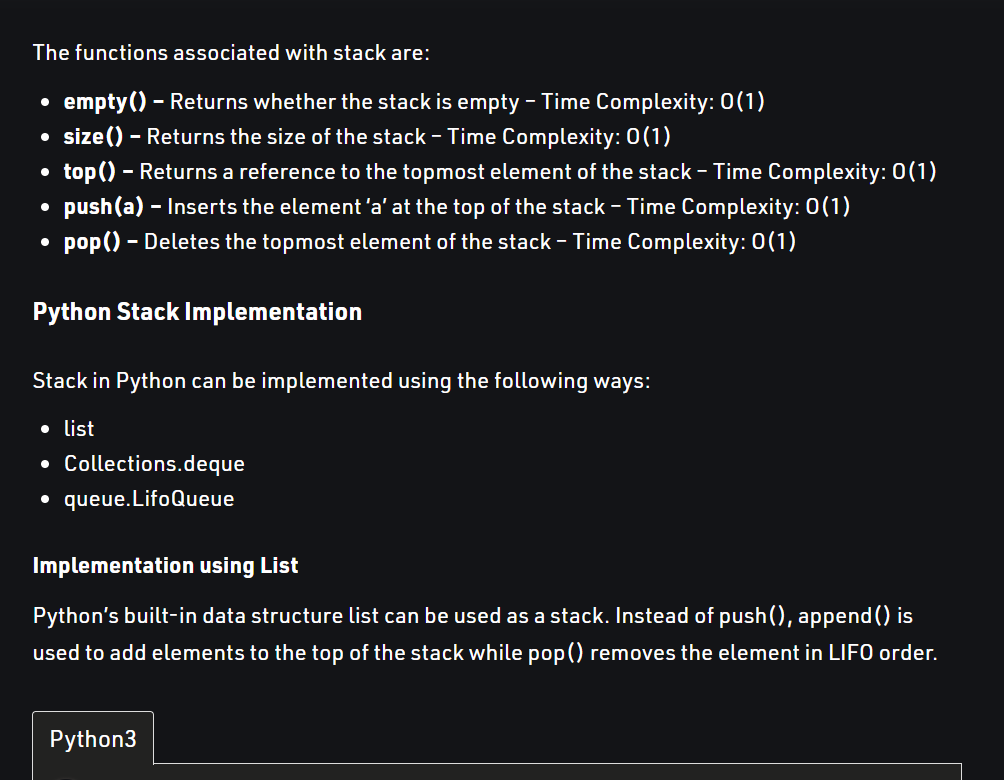 The functions associated with stack are:
• empty() – Returns whether the stack is empty – Time Complexity: O(1)
• size() – Returns the size of the stack – Time Complexity: O(1)
• top() – Returns a reference to the topmost element of the stack – Time Complexity: O(1)
• push(a) – Inserts the element ‘a’ at the top of the stack – Time Complexity: O(1)
• pop() – Deletes the topmost element of the stack – Time Complexity: O(1)
Python Stack Implementation
Stack in Python can be implemented using the following ways:
• list
• Collections.deque
• queue.LifoQueue
Implementation using List
Python’s built-in data structure list can be used as a stack. Instead of push(), append() is
used to add elements to the top of the stack while pop() removes the element in LIFO order.
Python3